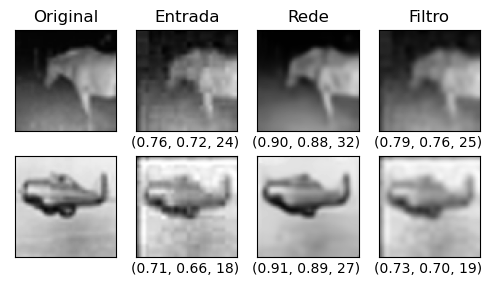 Original Entrada Rede Filtro
(0.76, 0.72, 24) (0.90, 0.88, 32) (0.79, 0.76, 25)
(0.71, 0.66, 18) (0.91, 0.89, 27) (0.73, 0.70, 19)